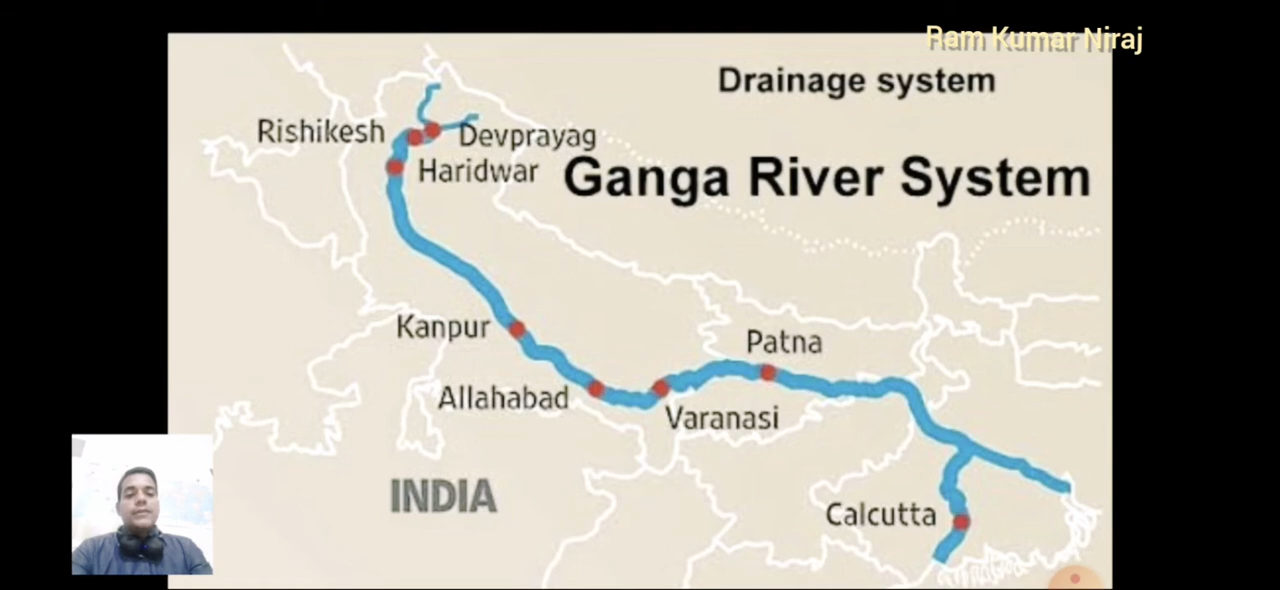 Ram Kumar Niraj
Drainage system
Rishikesh
Devprayag
Haridwar
Ganga River System
Kanpur
Patna
Allahabad
Varanasi
INDIA
Calcutta